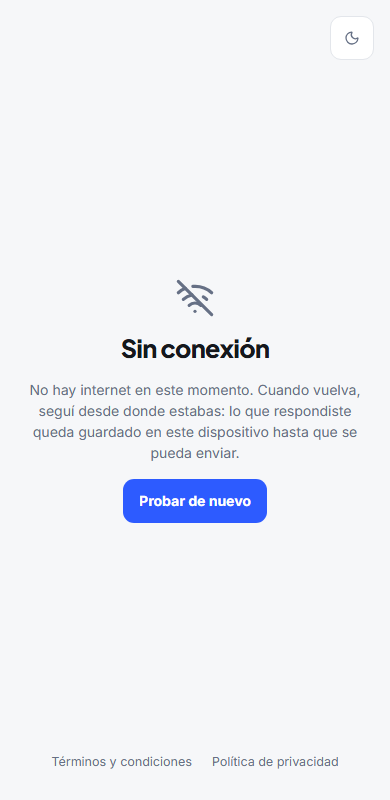 Sin conexión
No hay internet en este momento. Cuando vuelva,
seguí desde donde estabas: lo que respondiste
queda guardado en este dispositivo hasta que se
pueda enviar.
Probar de nuevo
Términos y condiciones Política de privacidad